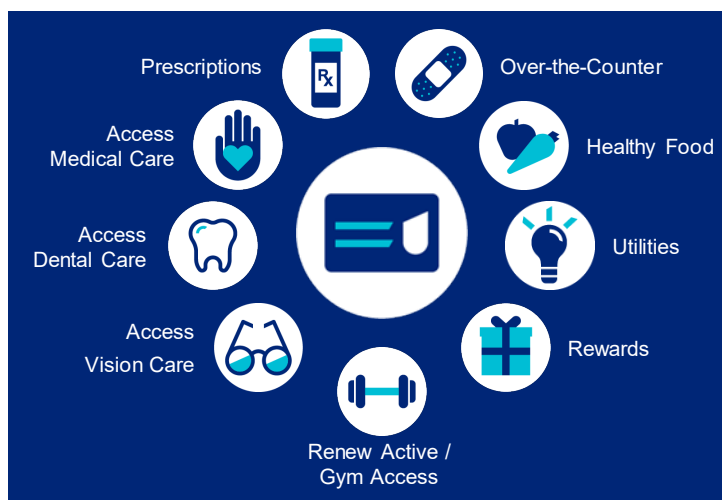 Prescriptions
Rx
Over-the-Counter
Access
Medical Care
Healthy Food
Access
Dental Care
Utilities
Access
Vision Care
Rewards
Renew Active /
Gym Access